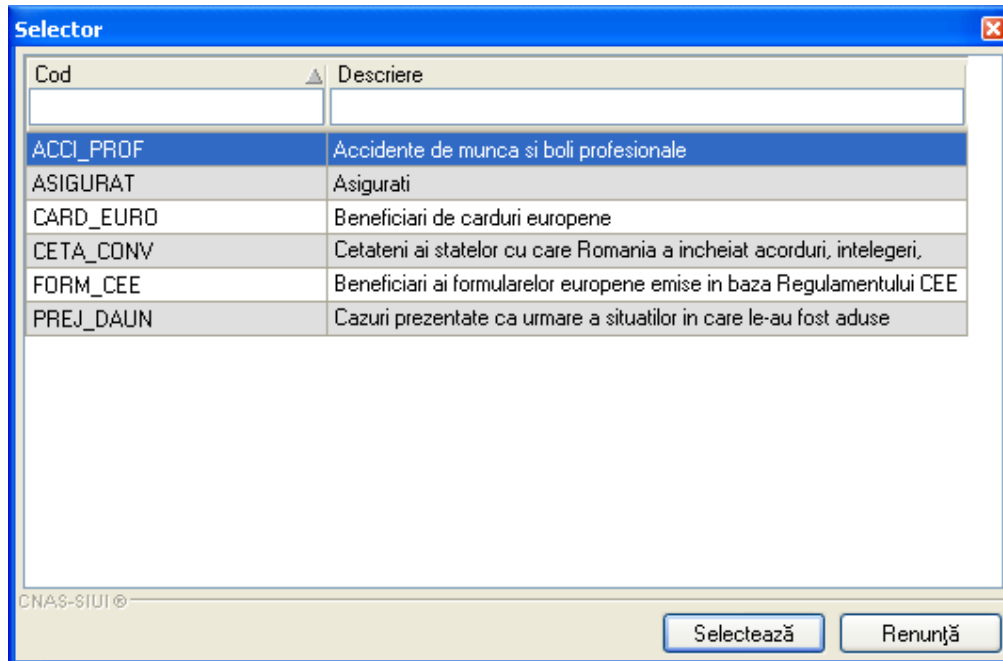 Selector
Cod Descriere
ACCI_PROF Accidente de munca si boli profesionale
ASIGURAT Asigurati
CARD_EURO Beneficiari de carduri europene
CETA_CONV Cetateni ai statelor cu care Romania a incheiat acorduri, intelegeri,
FORM_CEE Beneficiari ai formularelor europene emise in baza Regulamentului CEE
PREJ_DAUN Cazuri prezentate ca urmare a situatilor in care le-au fost aduse
CNAS-SIUI ®
Selectează Renunţă